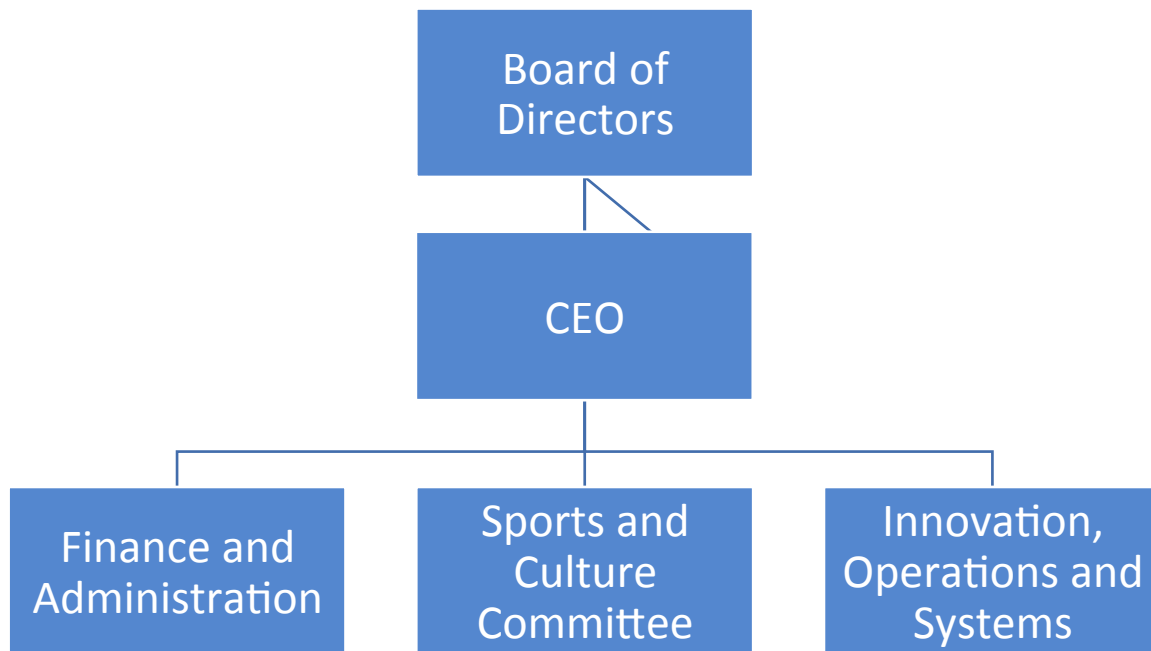 Board of
Directors
CEO
Finance and
Administration
Sports and
Culture
Committee
Innovation,
Operations and
Systems